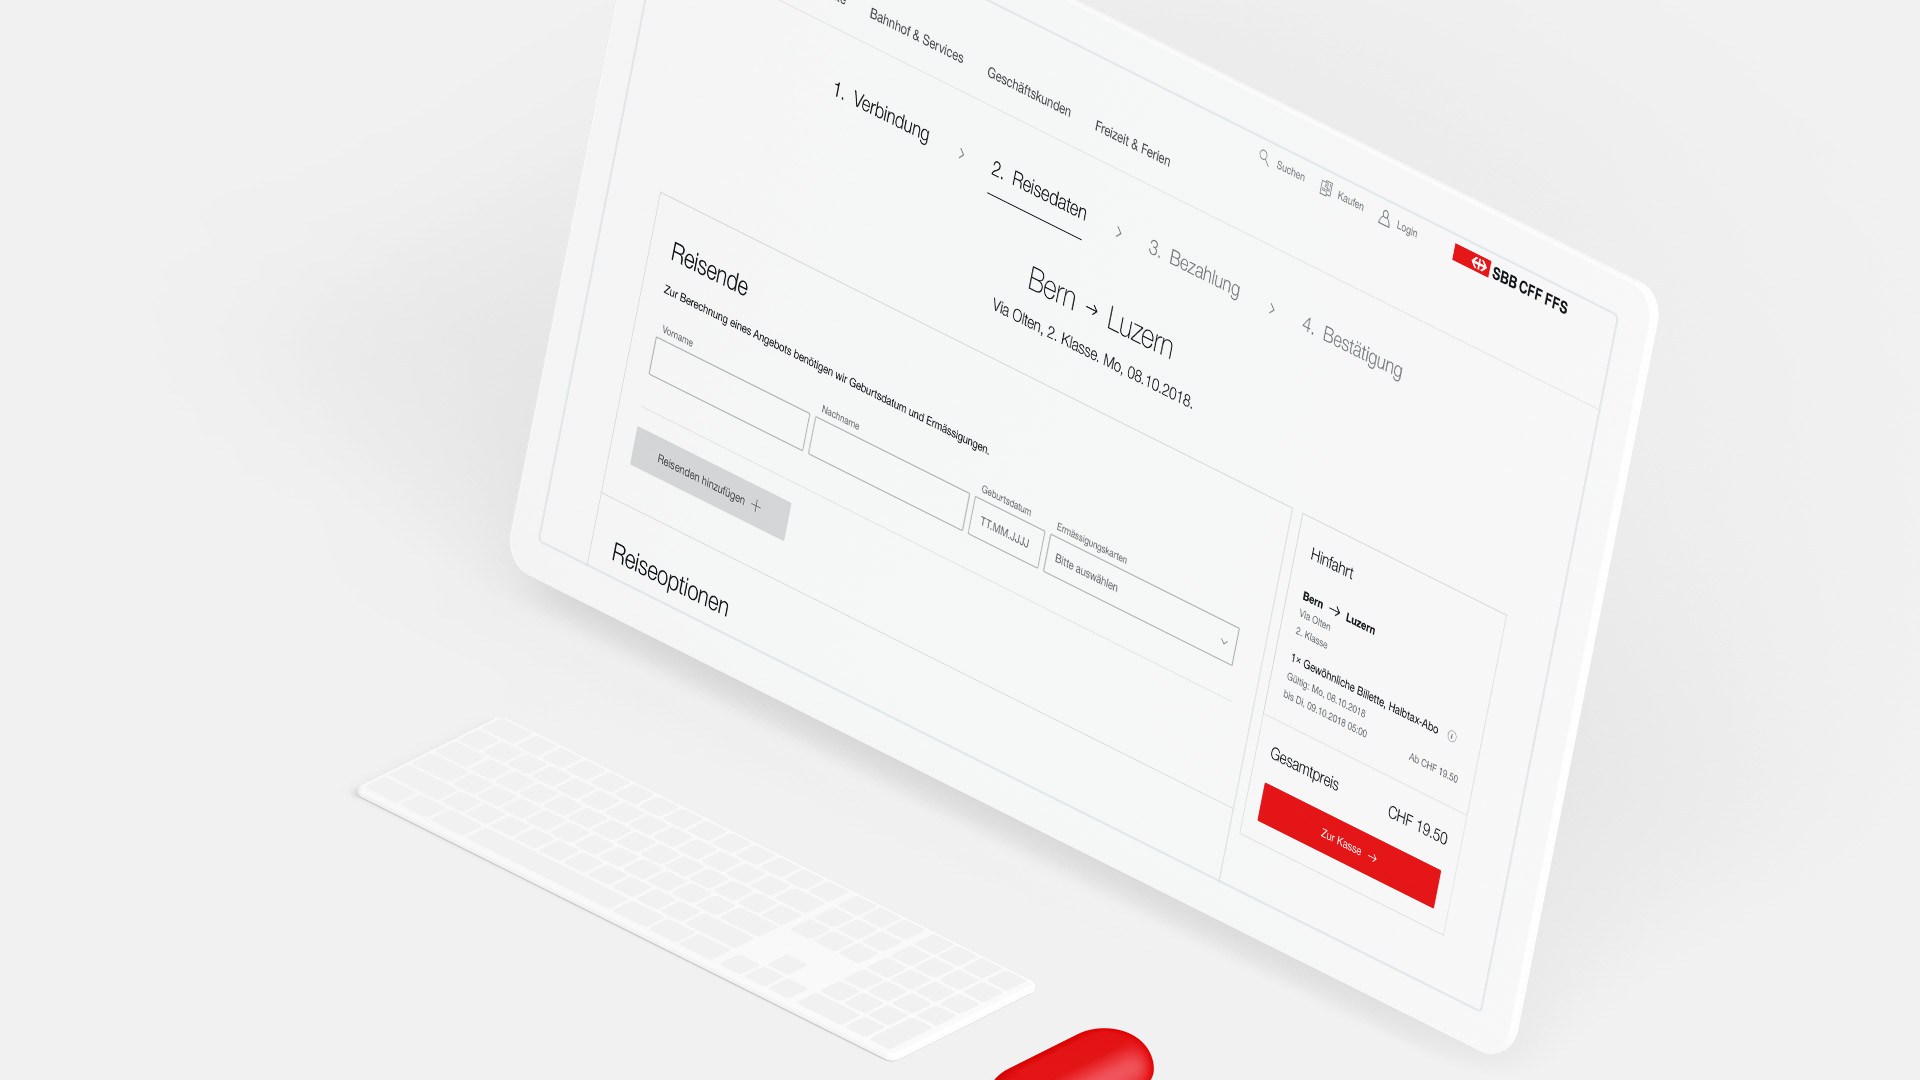 Bahnhof & Services
Geschäftskunden
Freizeit & Ferien
Suchen
Kaufen
Login
SBB CFF FFS
1. Verbindung
2. Reisedaten
3. Bezahlung
4. Bestätigung
Bern → Luzern
Via Olten, 2. Klasse. Mo, 08.10.2018.
Reisende
Zur Berechnung eines Angebots benötigen wir Geburtsdatum und Ermässigungen.
Vorname
Nachname
Geburtsdatum
TT.MM.JJJJ
Ermässigungskarten
Bitte auswählen
Reisenden hinzufügen +
Reiseoptionen
Hinfahrt
Bern → Luzern
Via Olten
2. Klasse
1× Gewöhnliche Billette, Halbtax-Abo
Gültig: Mo, 08.10.2018
bis Di, 09.10.2018 05:00
Ab CHF 19.50
Gesamtpreis
CHF 19.50
Zur Kasse →